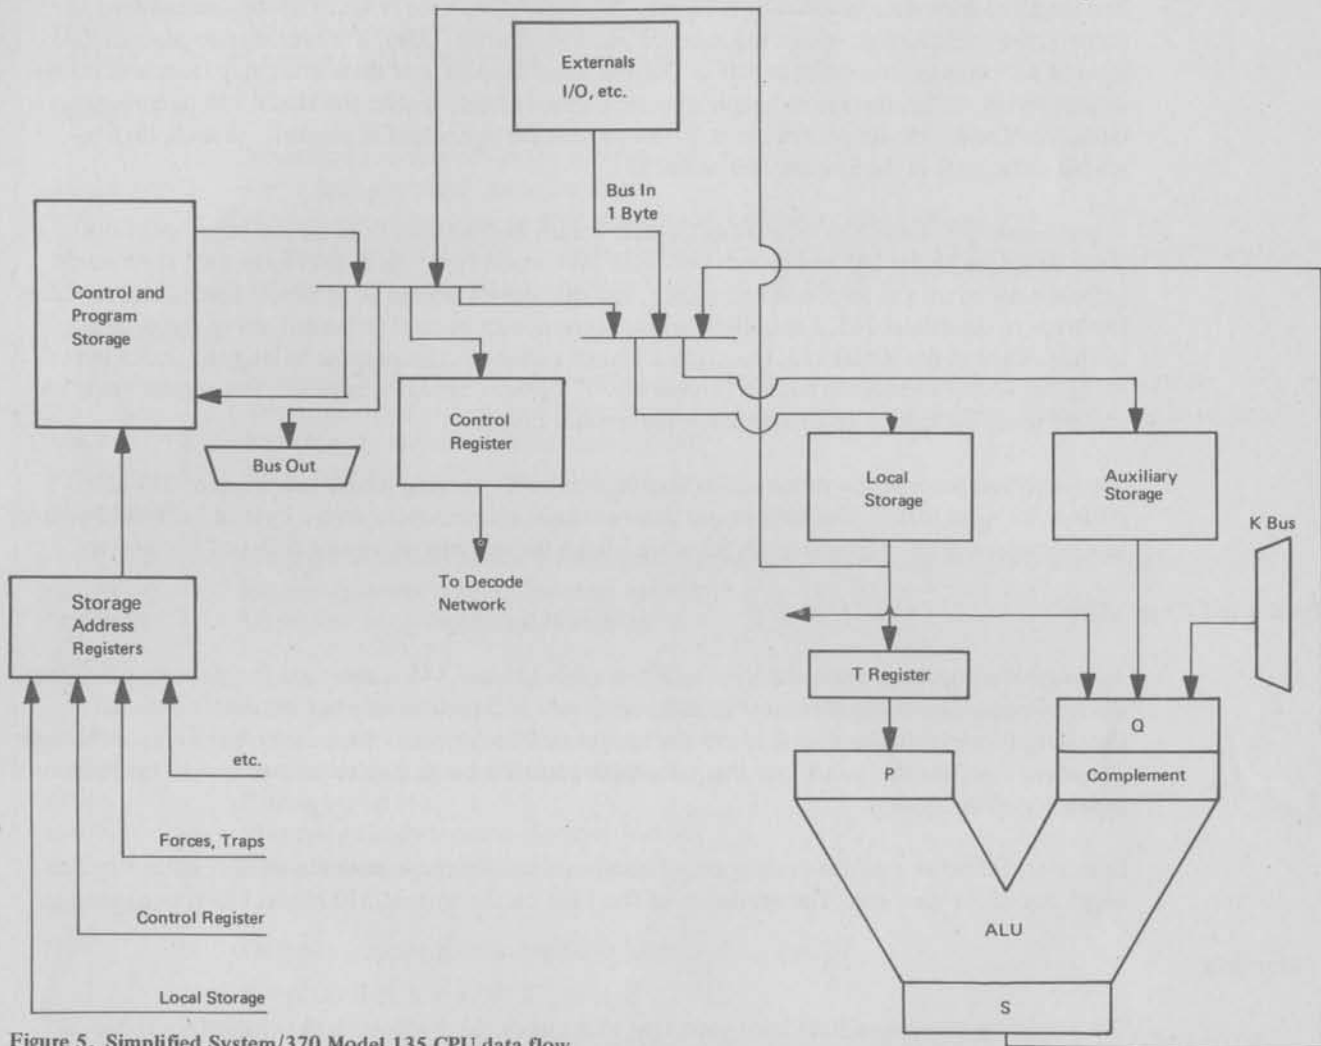 Externals
I/O, etc.
Bus In
1 Byte
Control and
Program
Storage
Control
Register
Bus Out
Local
Storage
Auxiliary
Storage
K Bus
To Decode
Network
Storage
Address
Registers
T Register
Q
P
Complement
etc.
Forces, Traps
Control Register
ALU
Local Storage
S
Figure 5. Simplified System/370 Model 135 CPU data flow